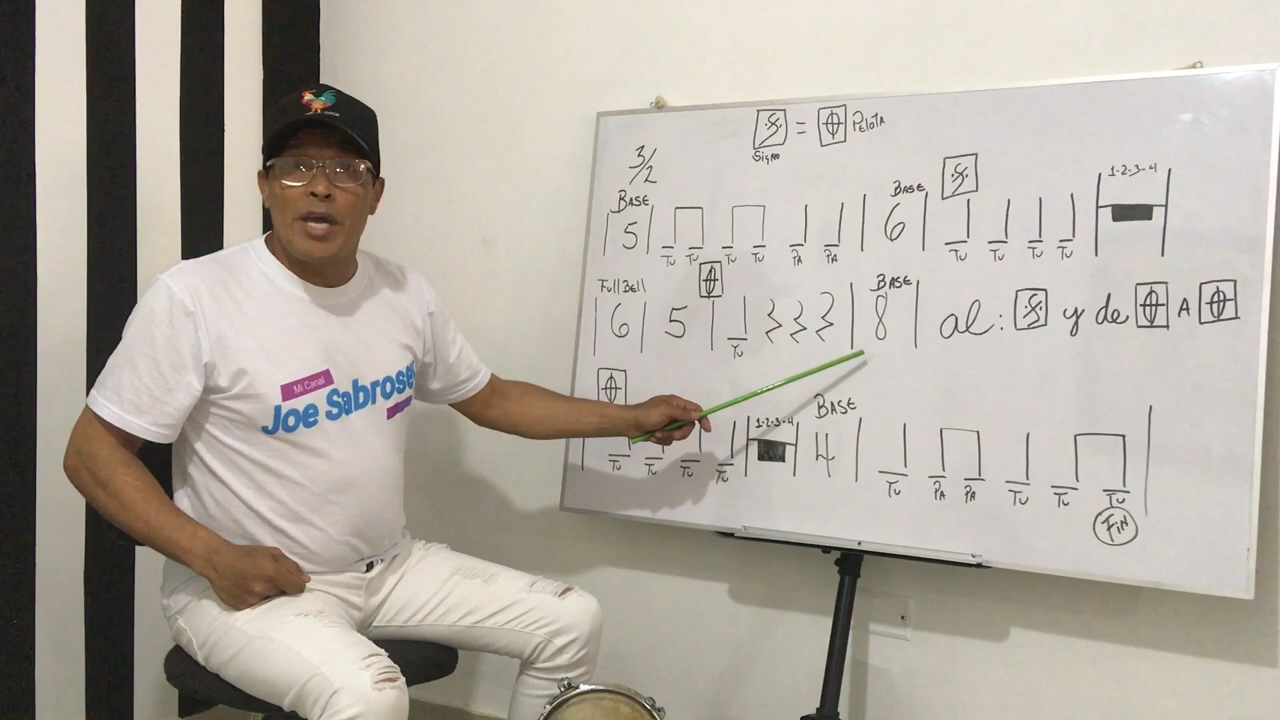 Mi Canal
Joe Sabrose
= PELOTA
Signo
3/2
BASE BASE 1-2-3-4
5 6
TU TU TU TU PA PA TU TU TU TU
Full Bell BASE
6 5 8 al: y de A
TU
BASE
1-2-3-4
4
TU TU TU TU TU PA PA TU TU TU
FIN